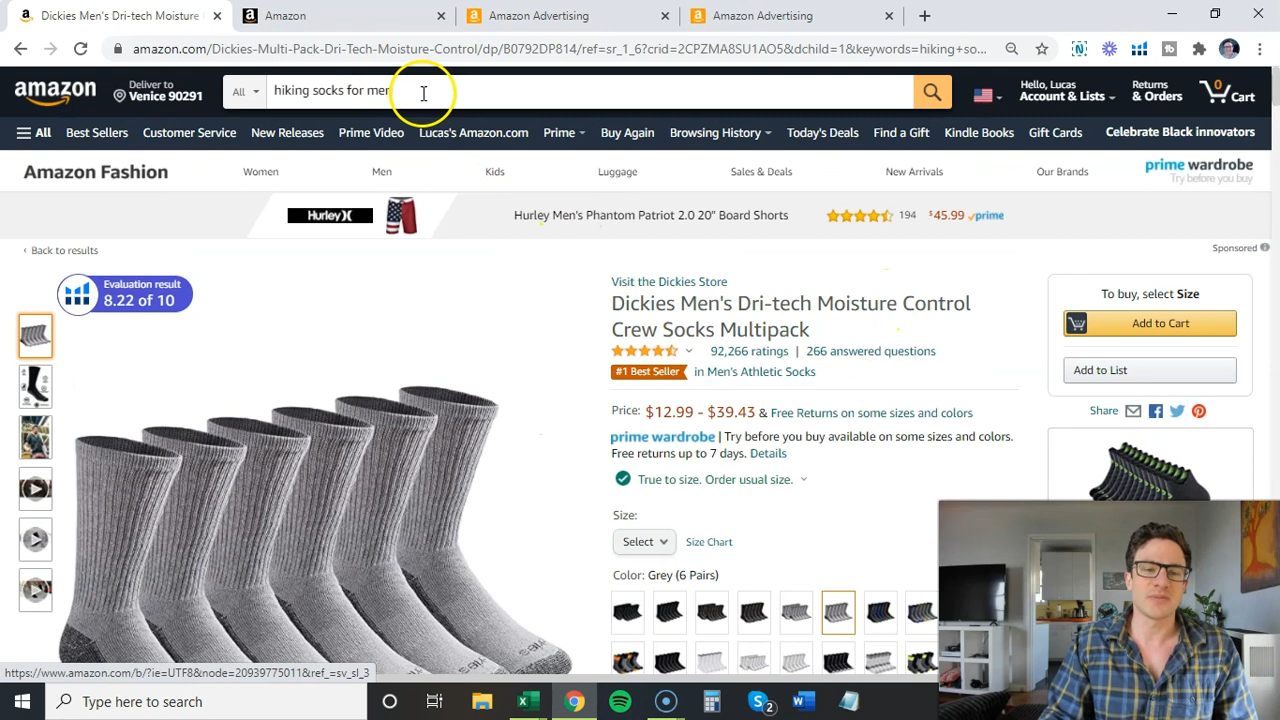 Dickies Men's Dri-tech Moisture
Amazon
Amazon Advertising
Amazon Advertising
amazon.com/Dickies-Multi-Pack-Dri-Tech-Moisture-Control/dp/B0792DP814/ref=sr_1_6?crid=2CPZMA8SU1AO5&dchild=1&keywords=hiking+so...
amazon
Deliver to
Venice 90291
All
hiking socks for men
Hello, Lucas
Account & Lists
Returns
& Orders
0
Cart
All
Best Sellers
Customer Service
New Releases
Prime Video
Lucas's Amazon.com
Prime
Buy Again
Browsing History
Today's Deals
Find a Gift
Kindle Books
Gift Cards
Celebrate Black innovators
Amazon Fashion
Women
Men
Kids
Luggage
Sales & Deals
New Arrivals
Our Brands
prime wardrobe
Try before you buy
Hurley
Hurley Men's Phantom Patriot 2.0 20" Board Shorts
194
$45.99 prime
‹ Back to results
Sponsored
Evaluation result
8.22 of 10
Visit the Dickies Store
Dickies Men's Dri-tech Moisture Control
Crew Socks Multipack
92,266 ratings | 266 answered questions
#1 Best Seller in Men's Athletic Socks
Price: $12.99 - $39.43 & Free Returns on some sizes and colors
prime wardrobe | Try before you buy available on some sizes and colors.
Free returns up to 7 days. Details
True to size. Order usual size.
Size:
Select
Size Chart
Color: Grey (6 Pairs)
To buy, select Size
Add to Cart
Add to List
Share
https://www.amazon.com/b/?ie=UTF8&node=20939775011&ref_=sv_sl_3
Type here to search
2